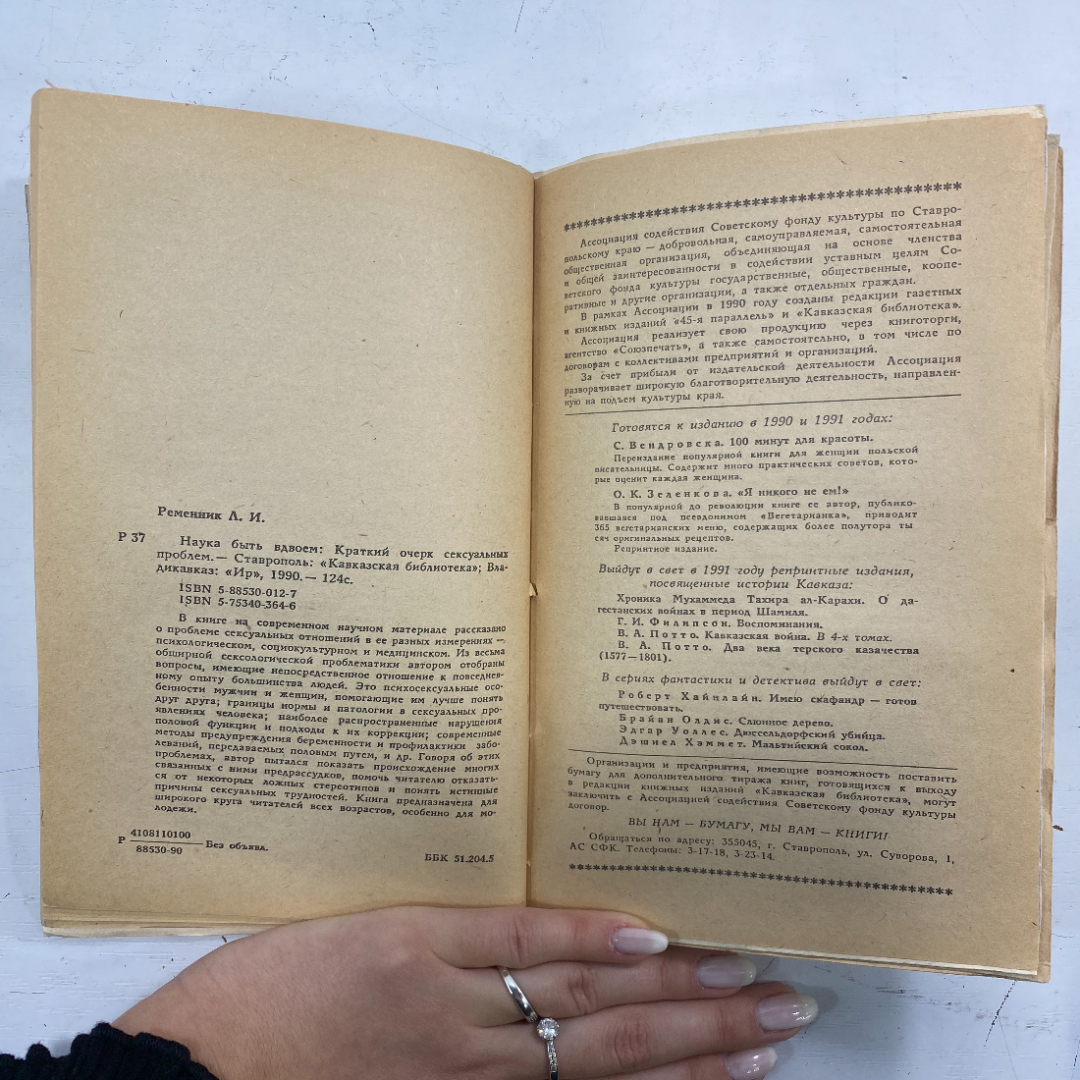 Ременник Л. И.
Р 37
Наука быть вдвоем: Краткий очерк сексуальных
проблем.— Ставрополь: «Кавказская библиотека»; Вла-
дикавказ: «Ир», 1990.— 124с.
ISBN 5-88530-012-7
ISBN 5-75340-364-6
В книге на современном научном материале рассказано
о проблеме сексуальных отношений в ее разных измерениях —
психологическом, социокультурном и медицинском. Из весьма
обширной сексологической проблематики автором отобраны
вопросы, имеющие непосредственное отношение к повседнев-
ному опыту большинства людей. Это психосексуальные осо-
бенности мужчин и женщин, помогающие им лучше понять
друг друга; границы нормы и патологии в сексуальных про-
явлениях человека; наиболее распространенные нарушения
половой функции и подходы к их коррекции; современные
методы предупреждения беременности и профилактики забо-
леваний, передаваемых половым путем, и др. Говоря об этих
проблемах, автор пытался показать происхождение многих
связанных с ними предрассудков, помочь читателю отказать-
ся от некоторых ложных стереотипов и понять истинные
причины сексуальных трудностей. Книга предназначена для
широкого круга читателей всех возрастов, особенно для мо-
лодежи.
Р 4108110100 Без объявл.
88530-90
ББК 51.204.5
****************************************************
Ассоциация содействия Советскому фонду культуры по Ставро-
польскому краю — добровольная, самоуправляемая, самостоятельная
общественная организация, объединяющая на основе членства
и общей заинтересованности в содействии уставным целям Со-
ветского фонда культуры государственные, общественные, коопе-
ративные и другие организации, а также отдельных граждан.
В рамках Ассоциации в 1990 году созданы редакции газетных
и книжных изданий «45-я параллель» и «Кавказская библиотека».
Ассоциация реализует свою продукцию через книготорги,
агентство «Союзпечать», а также самостоятельно, в том числе по
договорам с коллективами предприятий и организаций.
За счет прибыли от издательской деятельности Ассоциация
разворачивает широкую благотворительную деятельность, направлен-
ную на подъем культуры края.
Готовятся к изданию в 1990 и 1991 годах:
С. Вендровска. 100 минут для красоты.
Переиздание популярной книги для женщин польской
писательницы. Содержит много практических советов, кото-
рые оценит каждая женщина.
О. К. Зеленкова. «Я никого не ем!»
В популярной до революции книге ее автор, публико-
вавшаяся под псевдонимом «Вегетарианка», приводит
365 вегетарианских меню, содержащих более полутора ты
сяч оригинальных рецептов.
Репринтное издание.
Выйдут в свет в 1991 году репринтные издания,
посвященные истории Кавказа:
Хроника Мухаммеда Тахира ал-Карахи. О да-
гестанских войнах в период Шамиля.
Г. И. Филипсон. Воспоминания.
В. А. Потто. Кавказская война. В 4-х томах.
В. А. Потто. Два века терского казачества
(1577—1801).
В сериях фантастики и детектива выйдут в свет:
Роберт Хайнлайн. Имею скафандр — готов
путешествовать.
Брайан Олдис. Слюнное дерево.
Эдгар Уоллес. Дюссельдорфский убийца.
Дэшиел Хэммет. Мальтийский сокол.
Организации и предприятия, имеющие возможность поставить
бумагу для дополнительного тиража книг, готовящихся к выходу
в редакции книжных изданий «Кавказская библиотека», могут
заключить с Ассоциацией содействия Советскому фонду культуры
договор.
ВЫ НАМ — БУМАГУ, МЫ ВАМ — КНИГИ!
Обращаться по адресу: 355045, г. Ставрополь, ул. Суворова, 1,
АС СФК. Телефоны: 3-17-18, 3-23-14.
****************************************************